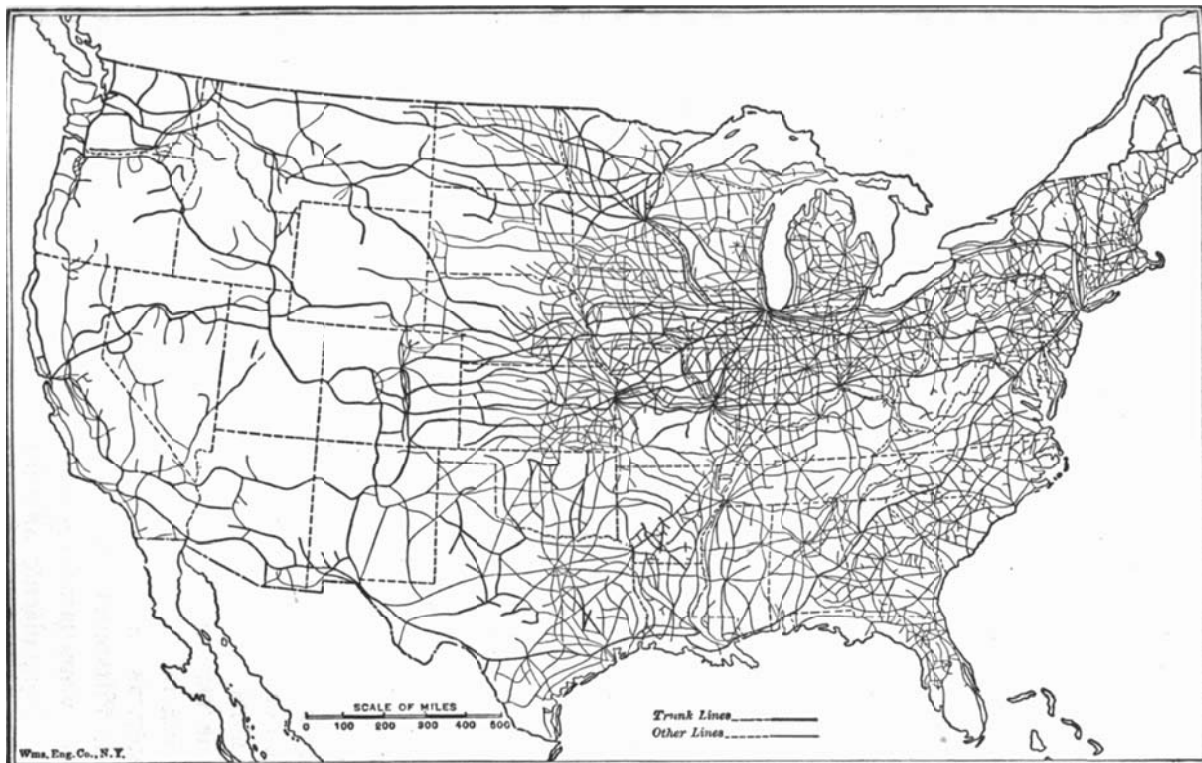 SCALE OF MILES
0 100 200 300 400 500
Trunk Lines
Other Lines
Wms. Eng. Co., N.Y.